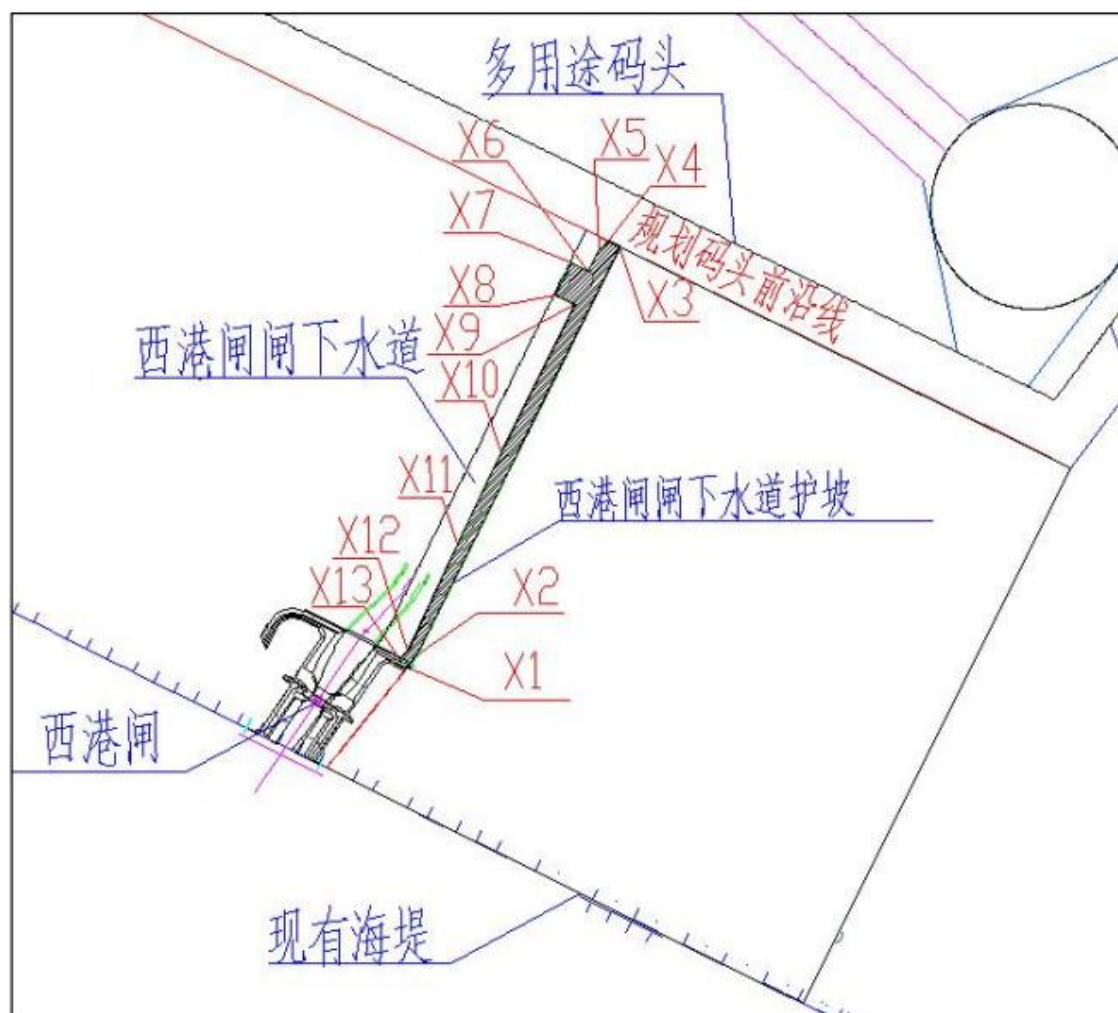 多用途码头
X6
X5
X4
X7
规划码头前沿线
X8
X3
X9
西港闸闸下水道
X10
X11
西港闸闸下水道护坡
X12
X13
X2
X1
西港闸
现有海堤